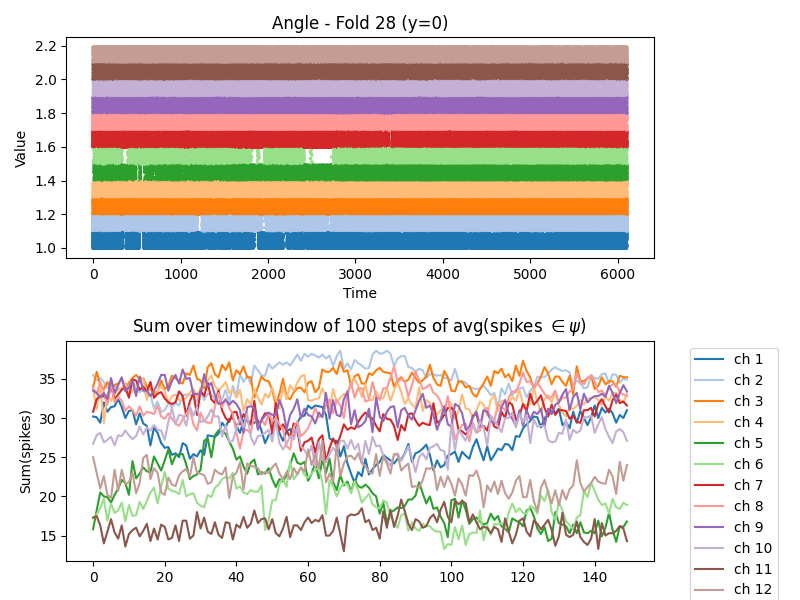 Angle - Fold 28 (y=0)
2.2
2.0
1.8
1.6
1.4
1.2
1.0
Value
0 1000 2000 3000 4000 5000 6000
Time
Sum over timewindow of 100 steps of avg(spikes ∈ ψ)
35
30
25
20
15
Sum(spikes)
0 20 40 60 80 100 120 140
ch 1
ch 2
ch 3
ch 4
ch 5
ch 6
ch 7
ch 8
ch 9
ch 10
ch 11
ch 12